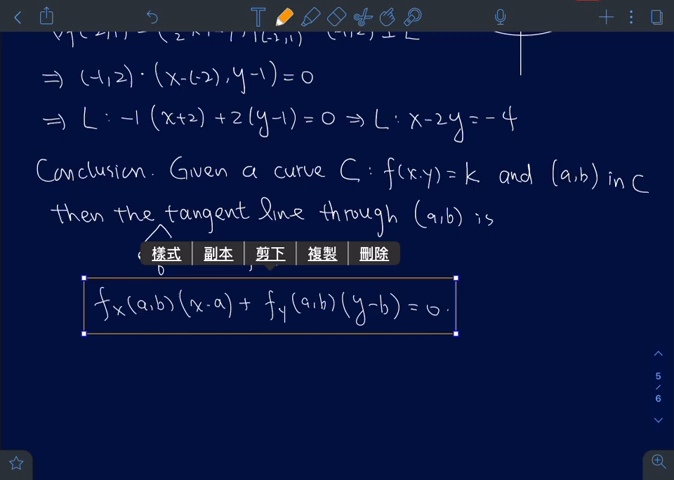 ⇒ (-1,2)·(x-(-2), y-1) = 0
⇒ L: -1(x+2) + 2(y-1) = 0 ⇒ L: x-2y = -4
Conclusion. Given a curve C: f(x,y) = k and (a,b) in C
then the tangent line through (a,b) is
樣式 副本 剪下 複製 刪除
fx(a,b)(x-a) + fy(a,b)(y-b) = 0.
5
/
6